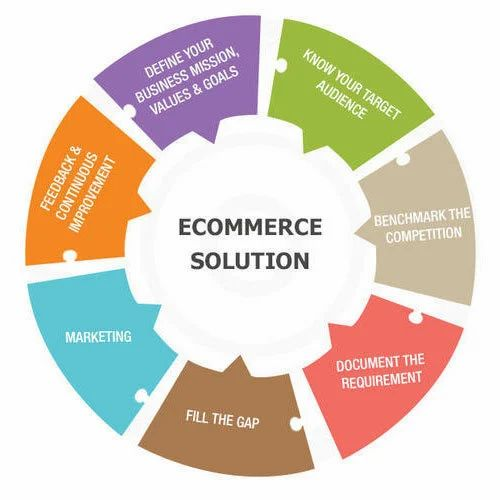 DEFINE YOUR
BUSINESS MISSION,
VALUES & GOALS
KNOW YOUR TARGET
AUDIENCE
BENCHMARK THE
COMPETITION
DOCUMENT THE
REQUIREMENT
FILL THE GAP
MARKETING
FEEDBACK &
CONTINUOUS
IMPROVEMENT
ECOMMERCE
SOLUTION